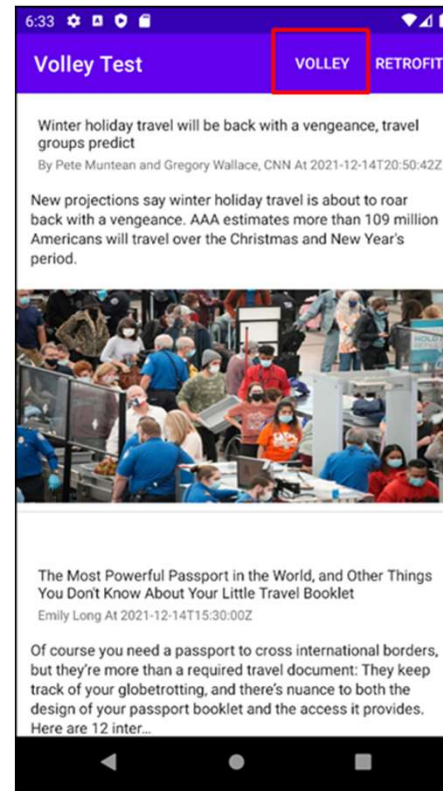 6:33
Volley Test VOLLEY RETROFIT
Winter holiday travel will be back with a vengeance, travel
groups predict
By Pete Muntean and Gregory Wallace, CNN At 2021-12-14T20:50:42Z
New projections say winter holiday travel is about to roar
back with a vengeance. AAA estimates more than 109 million
Americans will travel over the Christmas and New Year's
period.
The Most Powerful Passport in the World, and Other Things
You Don't Know About Your Little Travel Booklet
Emily Long At 2021-12-14T15:30:00Z
Of course you need a passport to cross international borders,
but they're more than a required travel document: They keep
track of your globetrotting, and there's nuance to both the
design of your passport booklet and the access it provides.
Here are 12 inter...